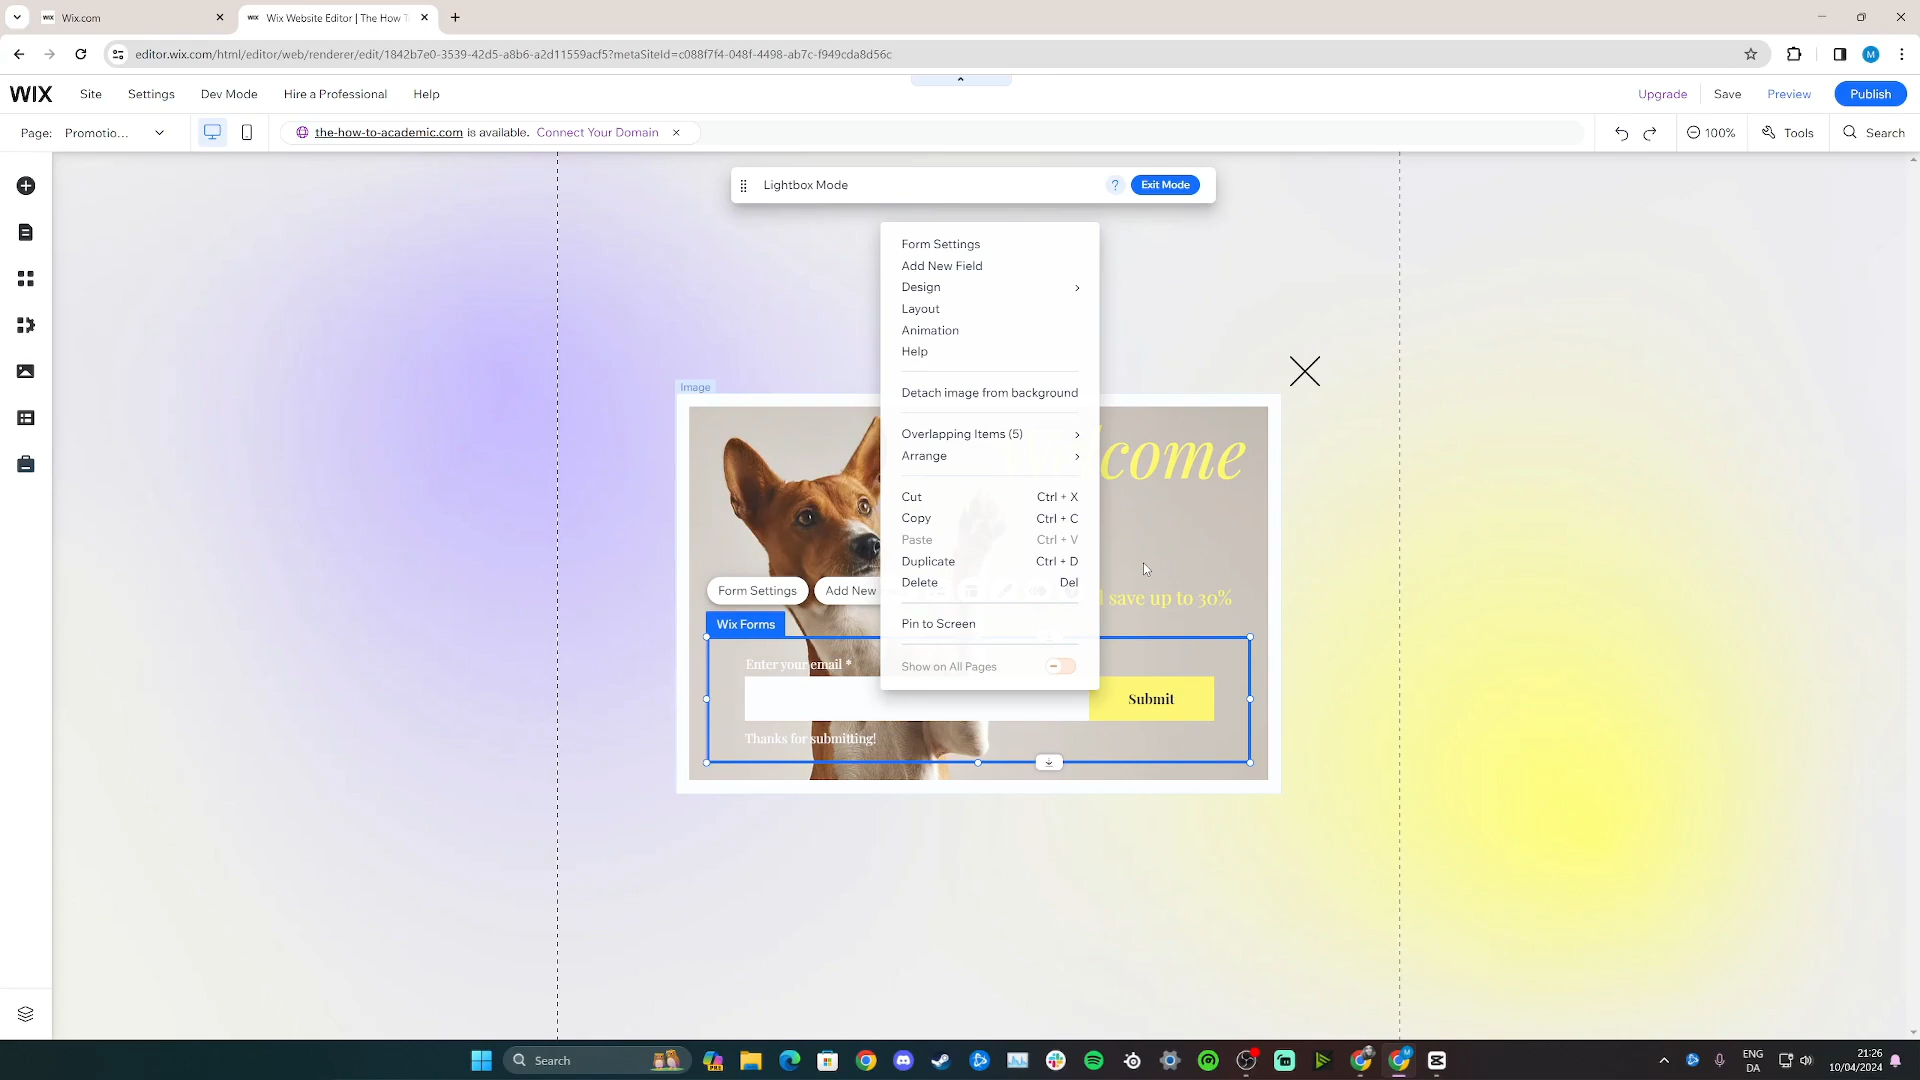 Wix.com
Wix Website Editor | The How T
editor.wix.com/html/editor/web/renderer/edit/1842b7e0-3539-42d5-a8b6-a2d11559acf5?metaSiteId=c088f7f4-048f-4498-ab7c-f949cda8d56c
M
WIX
Site
Settings
Dev Mode
Hire a Professional
Help
Upgrade
Save
Preview
Publish
Page: Promotio...
the-how-to-academic.com is available. Connect Your Domain
100%
Tools
Search
Lightbox Mode
?
Exit Mode
Form Settings
Add New Field
Design
Layout
Animation
Help
Detach image from background
Overlapping Items (5)
Arrange
Cut Ctrl + X
Copy Ctrl + C
Paste Ctrl + V
Duplicate Ctrl + D
Delete Del
Pin to Screen
Show on All Pages
Image
come
save up to 30%
Form Settings
Add New
Wix Forms
Enter your email *
Submit
Thanks for submitting!
Search
ENG
DA
21:26
10/04/2024